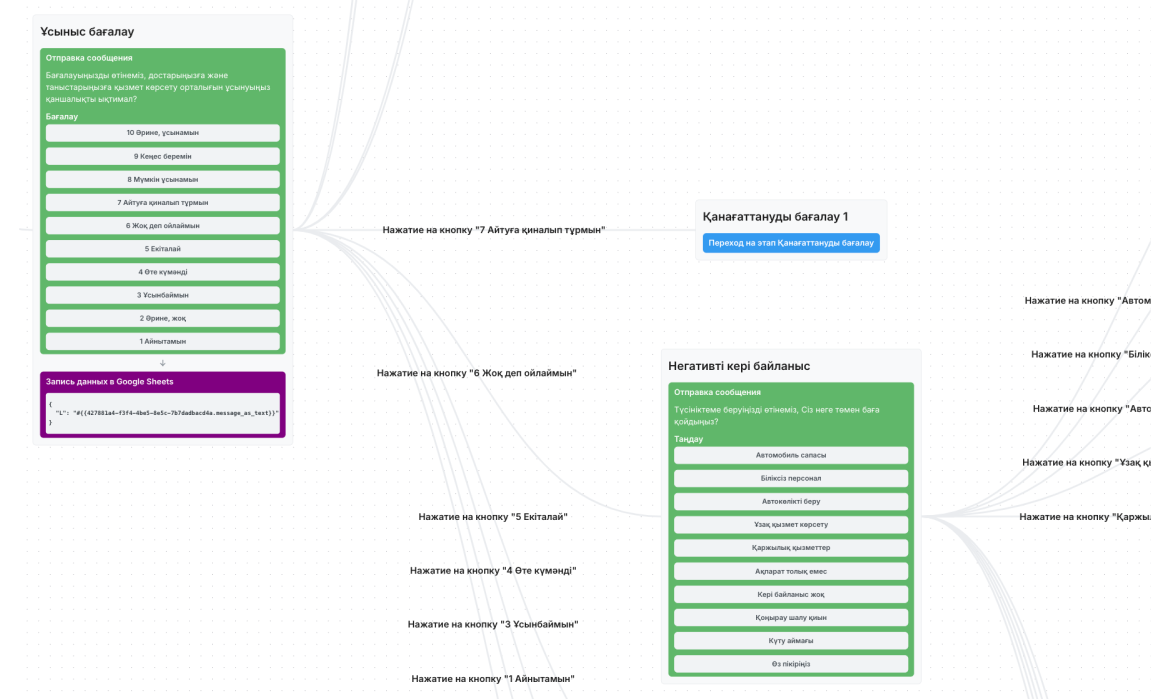 Ұсыныс бағалау
Отправка сообщения
Бағалауыңызды өтінеміз, достарыңызға және
таныстарыңызға қызмет көрсету орталығын ұсынуыңыз
қаншалықты ықтимал?
Бағалау
10 Әрине, ұсынамын
9 Кеңес беремін
8 Мүмкін ұсынамын
7 Айтуға қиналып тұрмын
6 Жоқ деп ойлаймын
5 Екіталай
4 Өте күмәнді
3 Ұсынбаймын
2 Әрине, жоқ
1 Айнытамын
↓
Запись данных в Google Sheets
{
"L": "#{{427881a4-f3f4-4be5-8e5c-7b7dadbacd4a.message_as_text}}"
}
Нажатие на кнопку "7 Айтуға қиналып тұрмын"
Нажатие на кнопку "6 Жоқ деп ойлаймын"
Нажатие на кнопку "5 Екіталай"
Нажатие на кнопку "4 Өте күмәнді"
Нажатие на кнопку "3 Ұсынбаймын"
Нажатие на кнопку "1 Айнытамын"
Қанағаттануды бағалау 1
Переход на этап Қанағаттануды бағалау
Негативті кері байланыс
Отправка сообщения
Түсініктеме беруіңізді өтінеміз, Сіз неге төмен баға
қойдыңыз?
Таңдау
Автомобиль сапасы
Біліксіз персонал
Автокөлікті беру
Ұзақ қызмет көрсету
Қаржылық қызметтер
Ақпарат толық емес
Кері байланыс жоқ
Қоңырау шалу қиын
Күту аймағы
Өз пікіріңіз
Нажатие на кнопку "Автом
Нажатие на кнопку "Білік
Нажатие на кнопку "Авто
Нажатие на кнопку "Ұзақ қы
Нажатие на кнопку "Қаржы